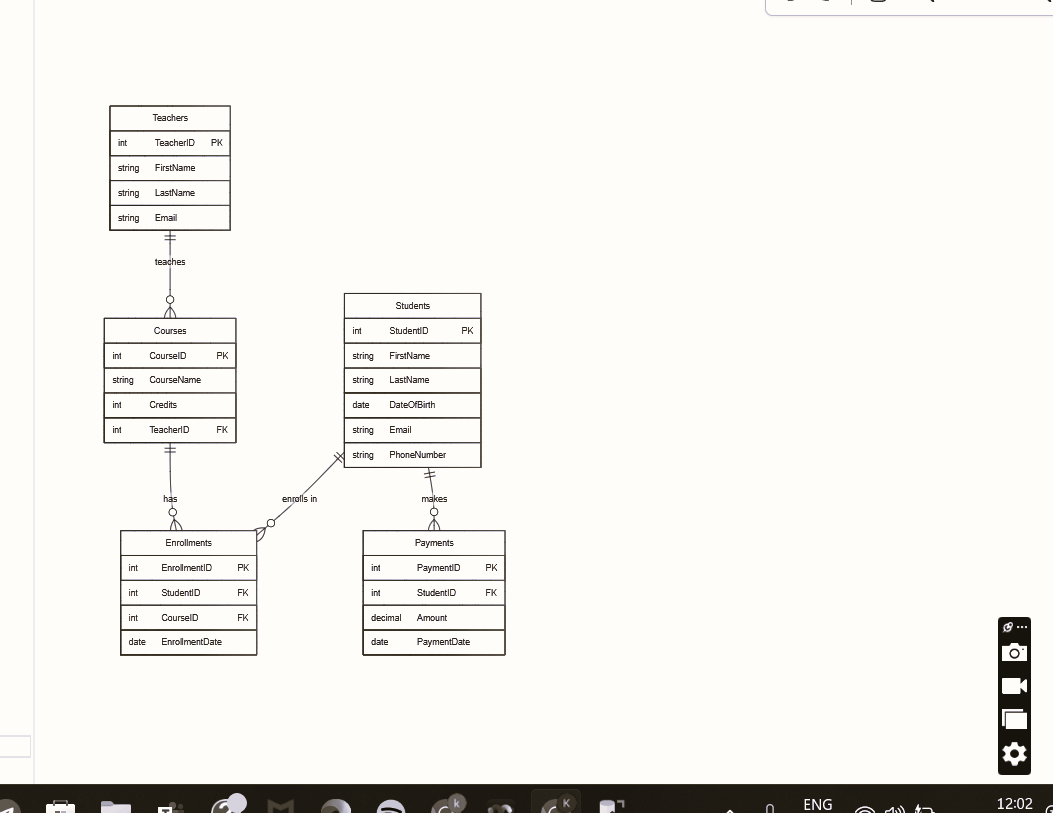 Teachers
int TeacherID PK
string FirstName
string LastName
string Email
teaches
Courses
int CourseID PK
string CourseName
int Credits
int TeacherID FK
Students
int StudentID PK
string FirstName
string LastName
date DateOfBirth
string Email
string PhoneNumber
has
enrolls in
makes
Enrollments
int EnrollmentID PK
int StudentID FK
int CourseID FK
date EnrollmentDate
Payments
int PaymentID PK
int StudentID FK
decimal Amount
date PaymentDate
k
K
ENG
12:02